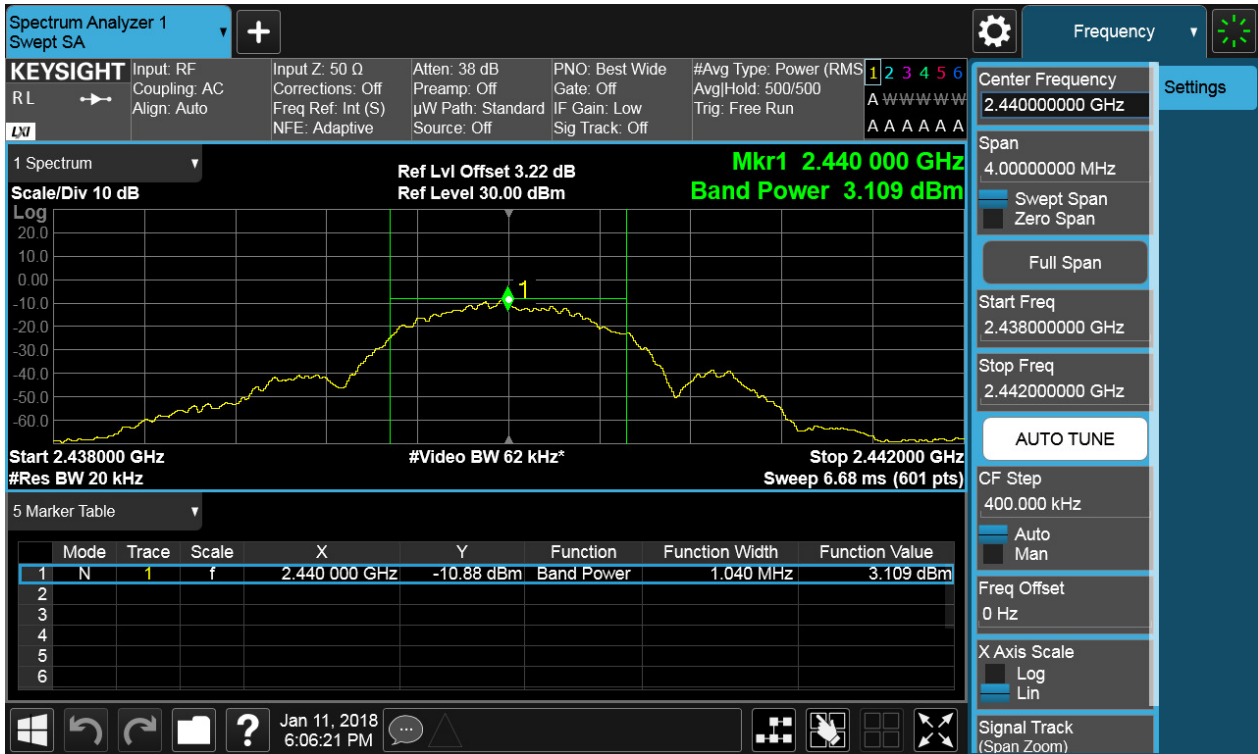 Spectrum Analyzer 1
Swept SA
+
Frequency
KEYSIGHT
RL
LXI
Input: RF
Coupling: AC
Align: Auto
Input Z: 50 Ω
Corrections: Off
Freq Ref: Int (S)
NFE: Adaptive
Atten: 38 dB
Preamp: Off
µW Path: Standard
Source: Off
PNO: Best Wide
Gate: Off
IF Gain: Low
Sig Track: Off
#Avg Type: Power (RMS
Avg|Hold: 500/500
Trig: Free Run
1 2 3 4 5 6
A W W W W W
A A A A A A
1 Spectrum
Scale/Div 10 dB
Ref Lvl Offset 3.22 dB
Ref Level 30.00 dBm
Mkr1 2.440 000 GHz
Band Power 3.109 dBm
Log
20.0
10.0
0.00
-10.0
-20.0
-30.0
-40.0
-50.0
-60.0
1
Start 2.438000 GHz
#Video BW 62 kHz*
Stop 2.442000 GHz
#Res BW 20 kHz
Sweep 6.68 ms (601 pts)
5 Marker Table
Mode Trace Scale X Y Function Function Width Function Value
1 N 1 f 2.440 000 GHz -10.88 dBm Band Power 1.040 MHz 3.109 dBm
2
3
4
5
6
?
Jan 11, 2018
6:06:21 PM
Center Frequency
2.440000000 GHz
Settings
Span
4.00000000 MHz
Swept Span
Zero Span
Full Span
Start Freq
2.438000000 GHz
Stop Freq
2.442000000 GHz
AUTO TUNE
CF Step
400.000 kHz
Auto
Man
Freq Offset
0 Hz
X Axis Scale
Log
Lin
Signal Track
(Span Zoom)